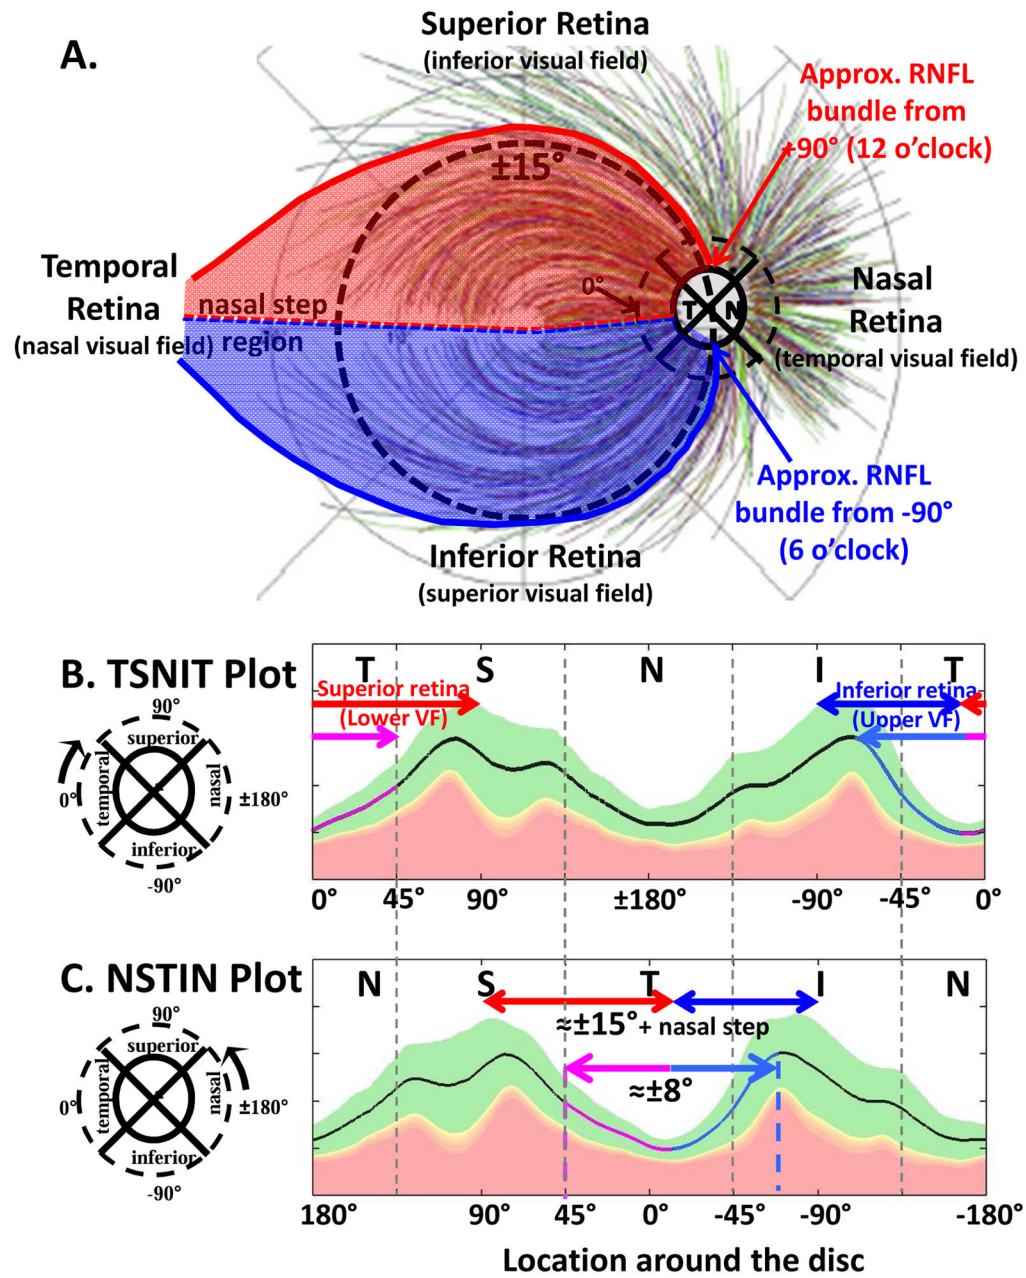 A.
Superior Retina
(inferior visual field)
Approx. RNFL
bundle from
+90° (12 o’clock)
±15°
Temporal
Retina
(nasal visual field)
nasal step
region
0°
T N
Nasal
Retina
(temporal visual field)
Approx. RNFL
bundle from -90°
(6 o’clock)
Inferior Retina
(superior visual field)
B. TSNIT Plot
T S N I T
Superior retina
(Lower VF)
Inferior retina
(Upper VF)
90°
superior
temporal
nasal
0°
±180°
inferior
-90°
0° 45° 90° ±180° -90° -45° 0°
C. NSTIN Plot
N S T I N
≈±15°+ nasal step
≈±8°
90°
superior
temporal
nasal
0°
±180°
inferior
-90°
180° 90° 45° 0° -45° -90° -180°
Location around the disc